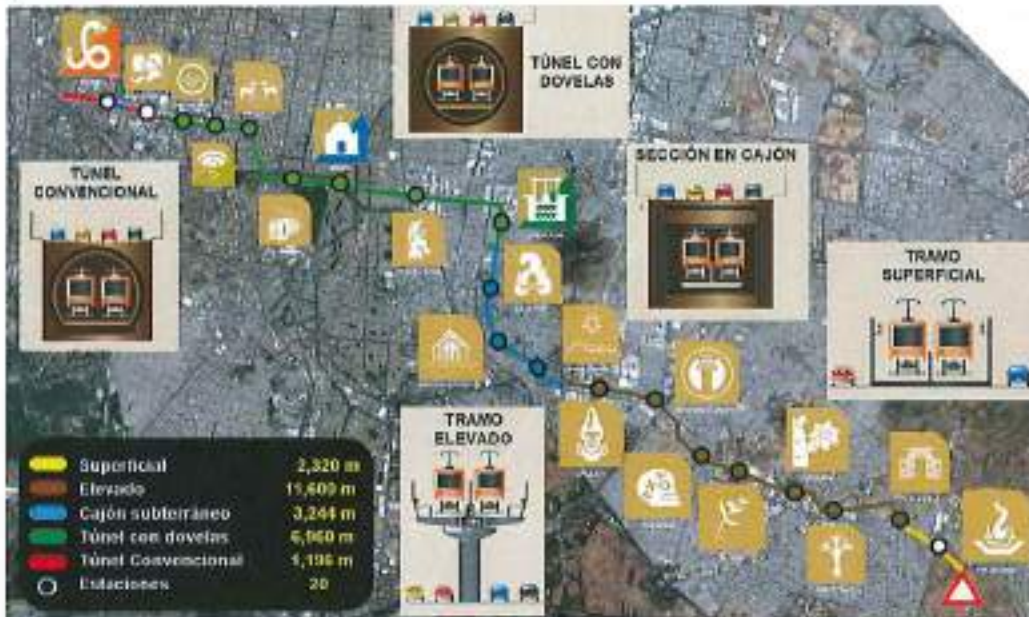 TÚNEL CON
DOVELAS
TÚNEL
CONVENCIONAL
SECCIÓN EN CAJÓN
TRAMO
SUPERFICIAL
TRAMO
ELEVADO
Superficial 2,320 m
Elevado 11,600 m
Cajón subterráneo 3,244 m
Túnel con dovelas 6,960 m
Túnel Convencional 1,196 m
Estaciones 20